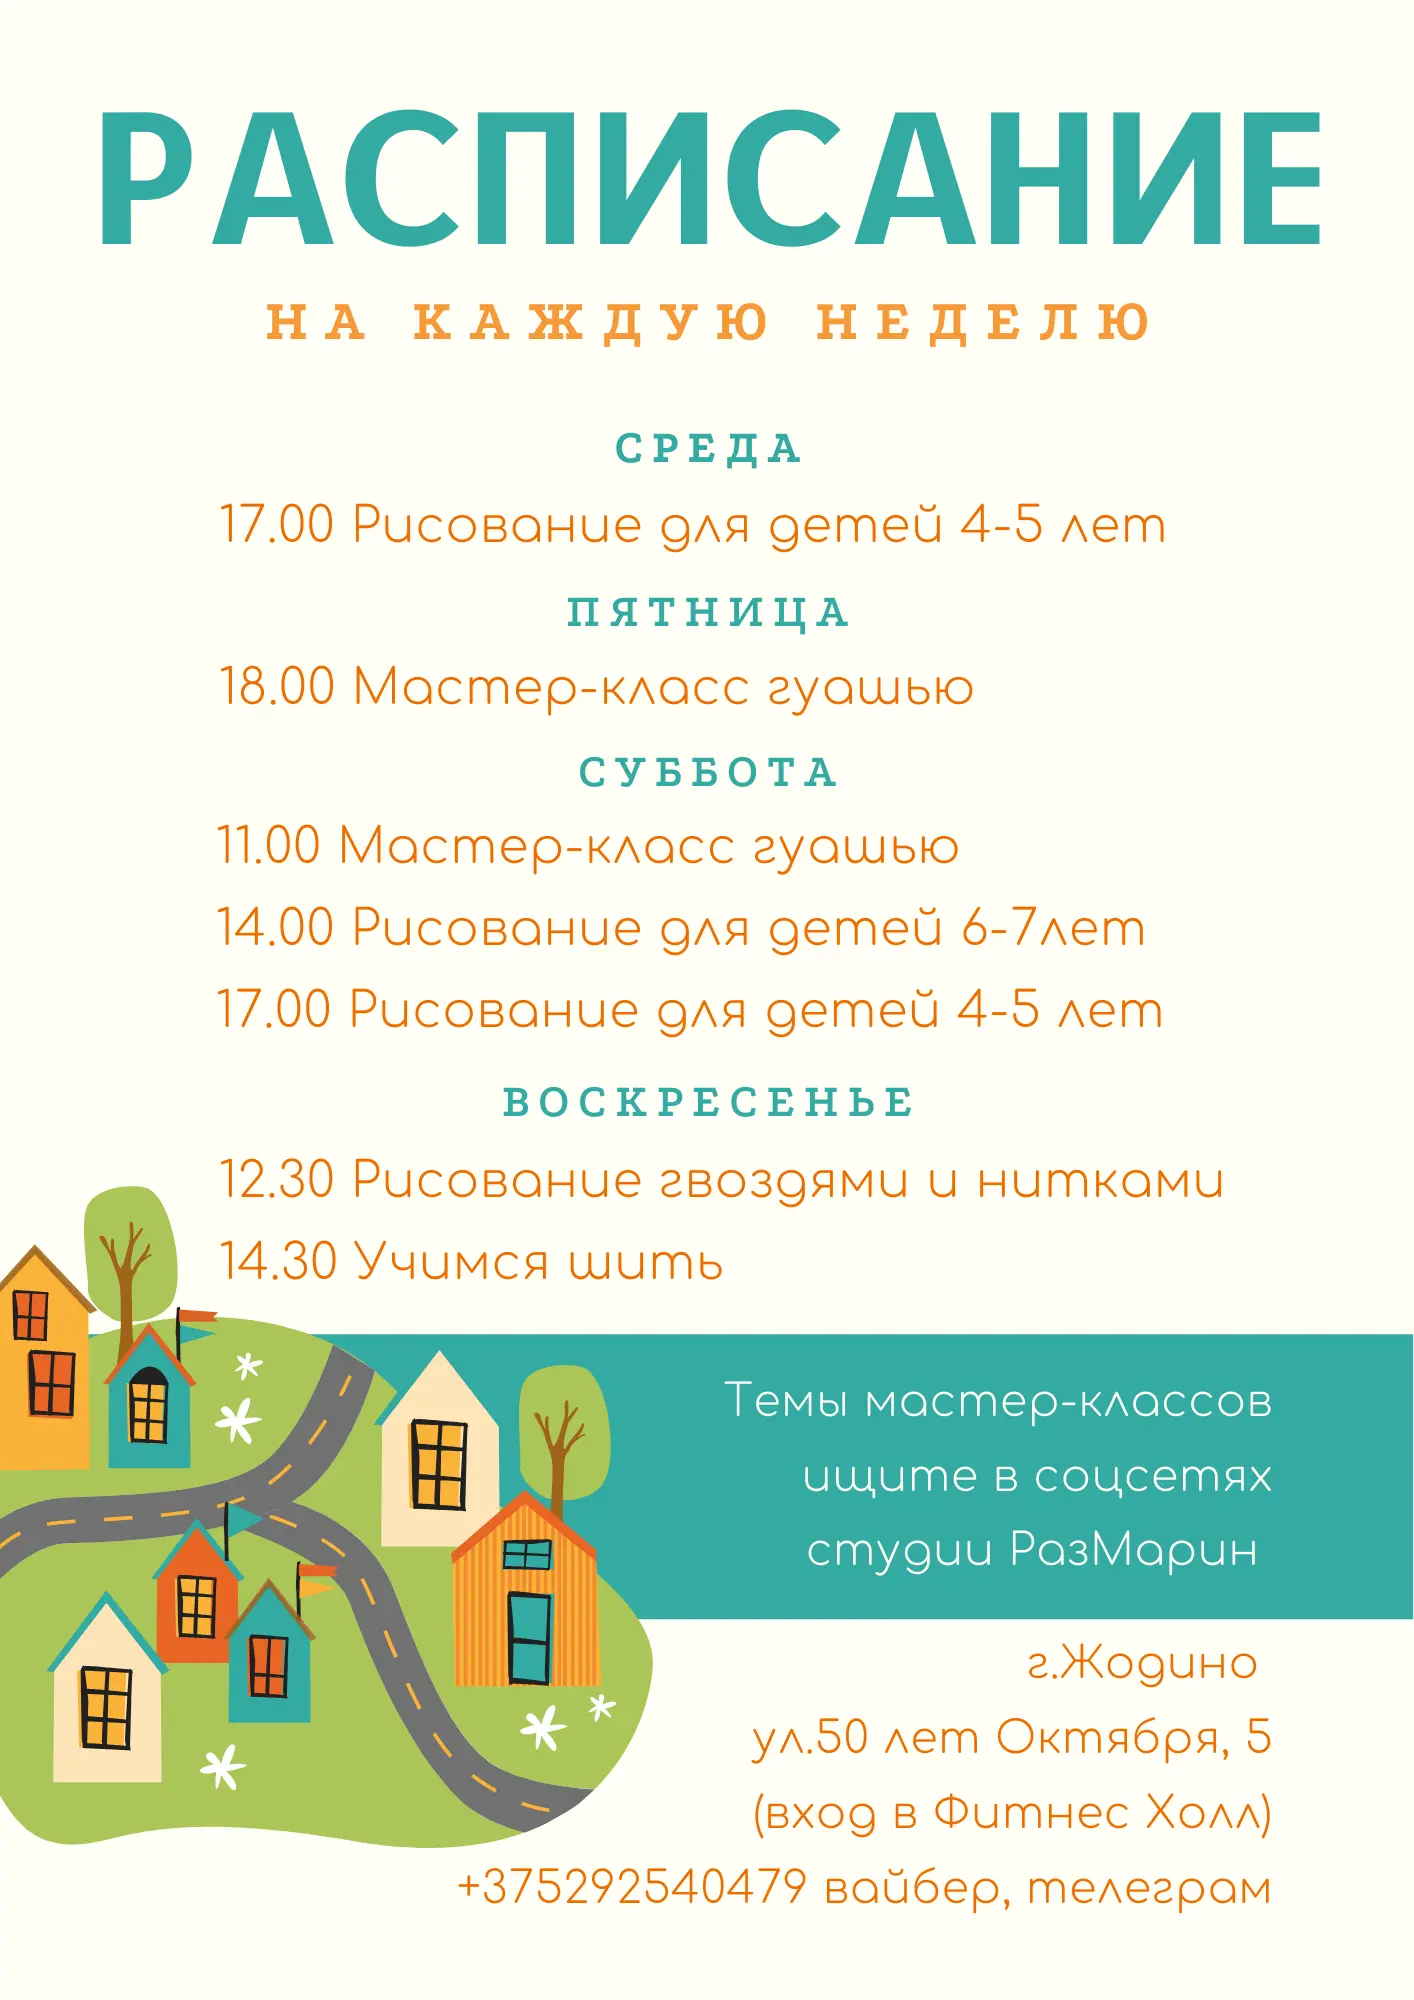 РАСПИСАНИЕ
НА КАЖДУЮ НЕДЕЛЮ
СРЕДА
17.00 Рисование для детей 4-5 лет
ПЯТНИЦА
18.00 Мастер-класс гуашью
СУББОТА
11.00 Мастер-класс гуашью
14.00 Рисование для детей 6-7лет
17.00 Рисование для детей 4-5 лет
ВОСКРЕСЕНЬЕ
12.30 Рисование гвоздями и нитками
14.30 Учимся шить
Темы мастер-классов
ищите в соцсетях
студии РазМарин
г.Жодино
ул.50 лет Октября, 5
(вход в Фитнес Холл)
+375292540479 вайбер, телеграм